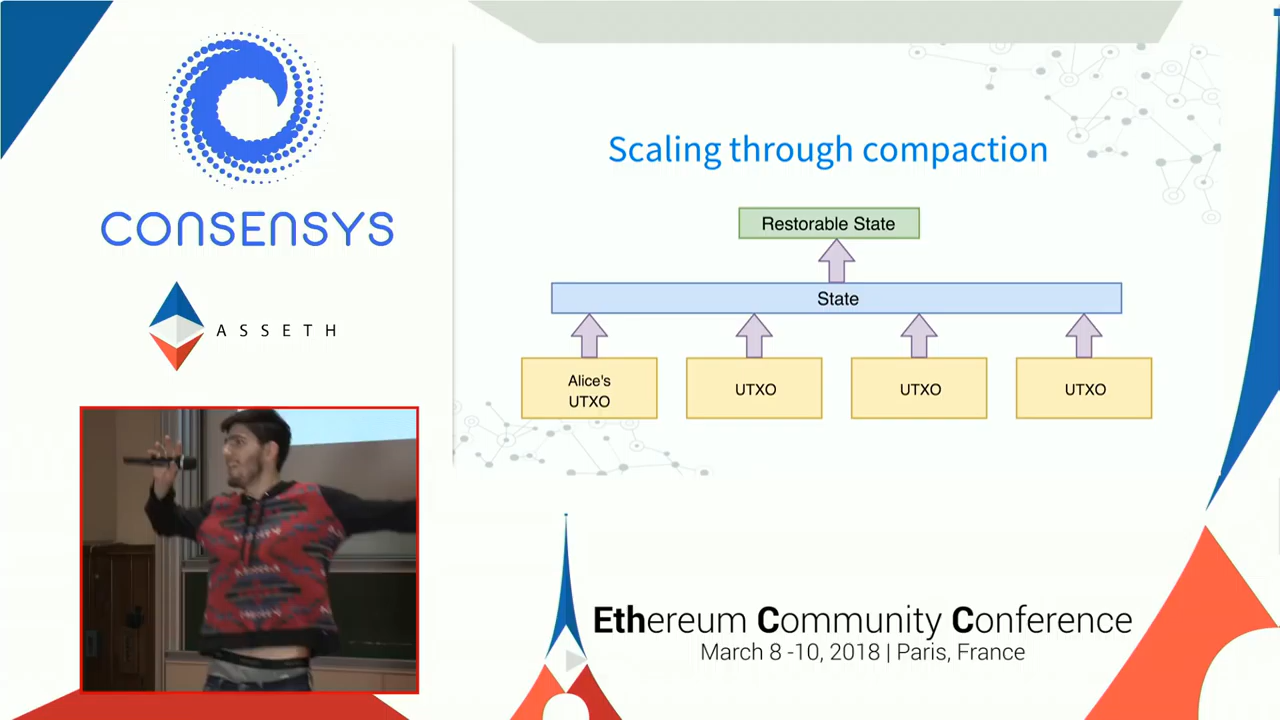 CONSENSYS
ASSETH
Scaling through compaction
Restorable State
State
Alice's
UTXO
UTXO
UTXO
UTXO
Ethereum Community Conference
March 8 -10, 2018 | Paris, France